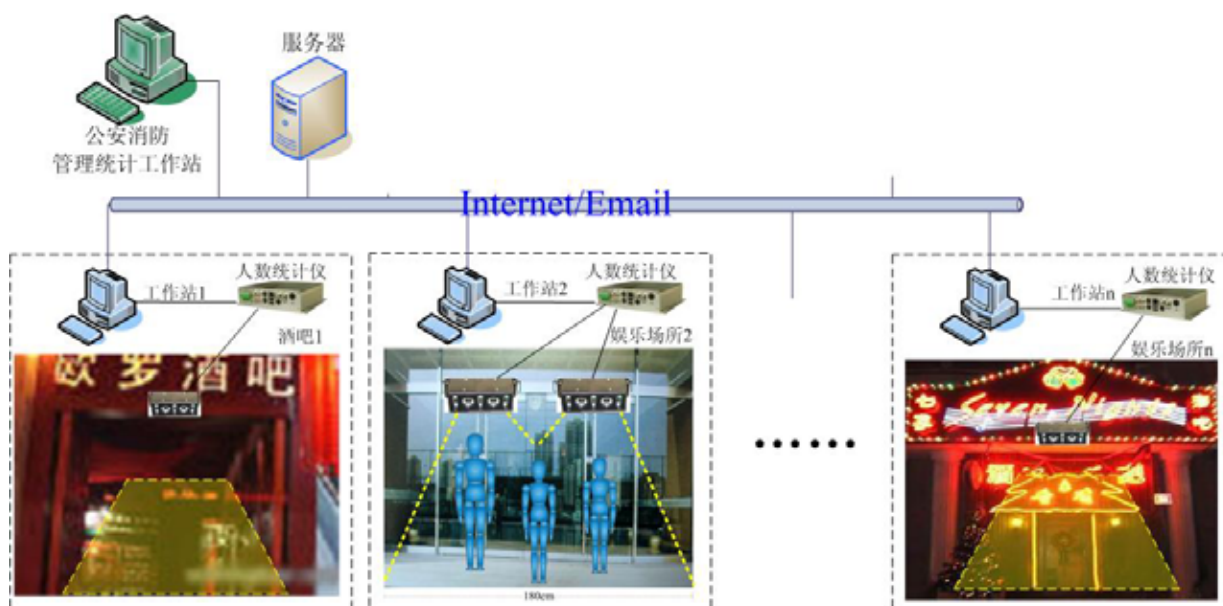 服务器
公安消防
管理统计工作站
Internet/Email
人数统计仪
工作站1
酒吧1
欧罗酒吧
人数统计仪
工作站2
娱乐场所2
180cm
人数统计仪
工作站n
娱乐场所n
Seven Nights